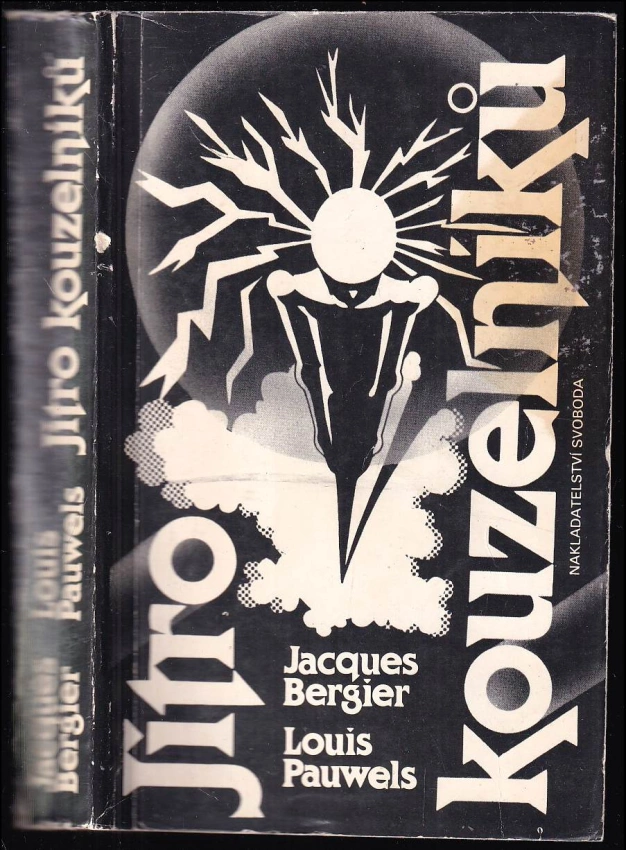 Jacques
Bergier
Louis
Pauwels
Jitro kouzelníků
Jitro
kouzelníků
Jacques
Bergier
Louis
Pauwels
NAKLADATELSTVÍ SVOBODA